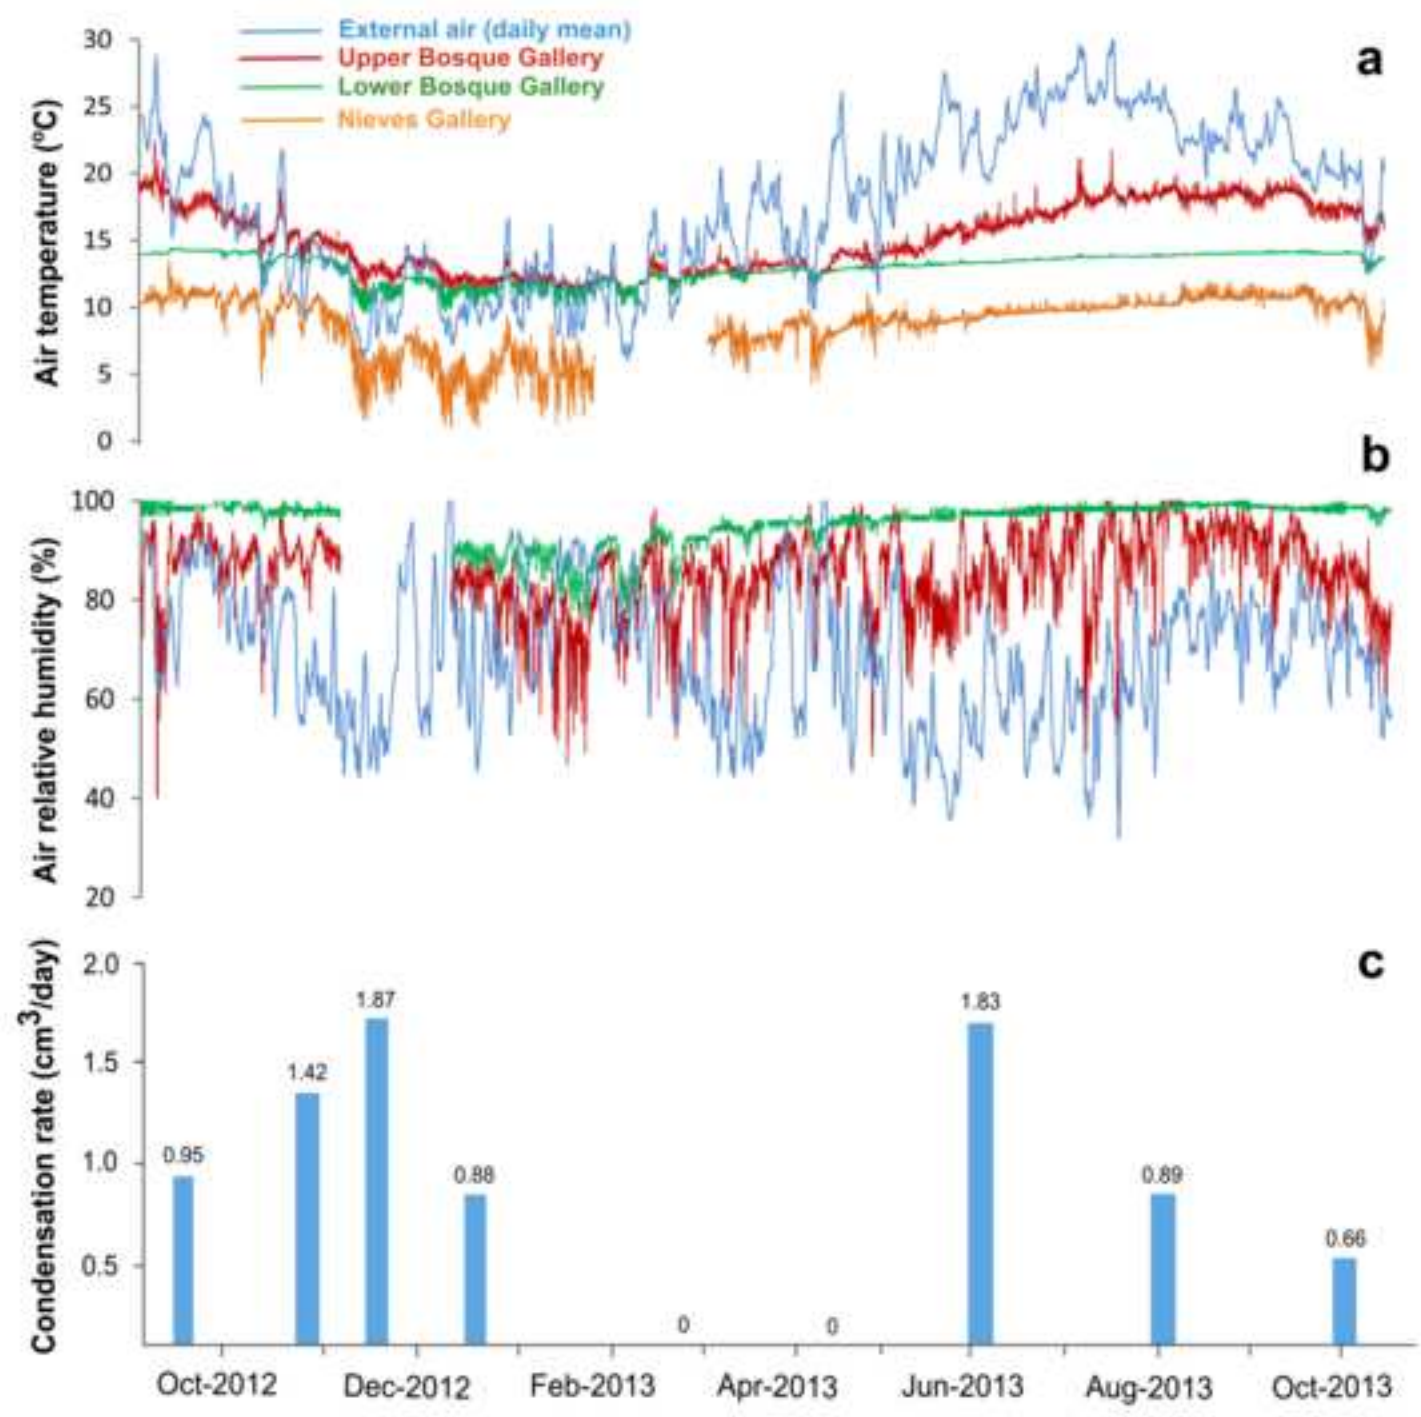 External air (daily mean)
Upper Bosque Gallery
Lower Bosque Gallery
Nieves Gallery
a
Air temperature (ºC)
30
25
20
15
10
5
0
b
Air relative humidity (%)
100
80
60
40
20
c
Condensation rate (cm³/day)
2.0
1.5
1.0
0.5
0.95
1.42
1.87
0.88
0
0
1.83
0.89
0.66
Oct-2012 Dec-2012 Feb-2013 Apr-2013 Jun-2013 Aug-2013 Oct-2013